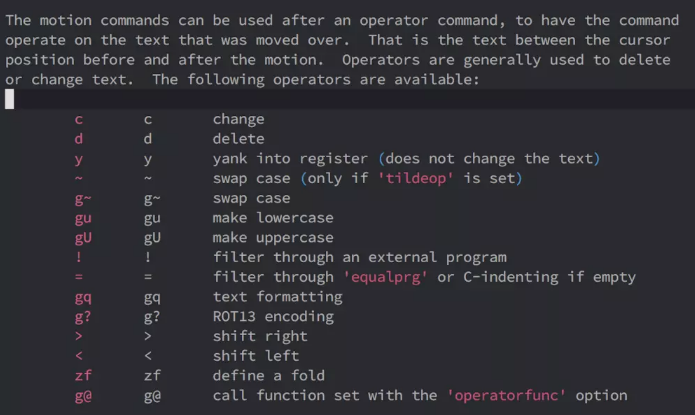 The motion commands can be used after an operator command, to have the command
operate on the text that was moved over.  That is the text between the cursor
position before and after the motion.  Operators are generally used to delete
or change text.  The following operators are available:
c c change
d d delete
y y yank into register (does not change the text)
~ ~ swap case (only if 'tildeop' is set)
g~ g~ swap case
gu gu make lowercase
gU gU make uppercase
! ! filter through an external program
= = filter through 'equalprg' or C-indenting if empty
gq gq text formatting
g? g? ROT13 encoding
> > shift right
< < shift left
zf zf define a fold
g@ g@ call function set with the 'operatorfunc' option